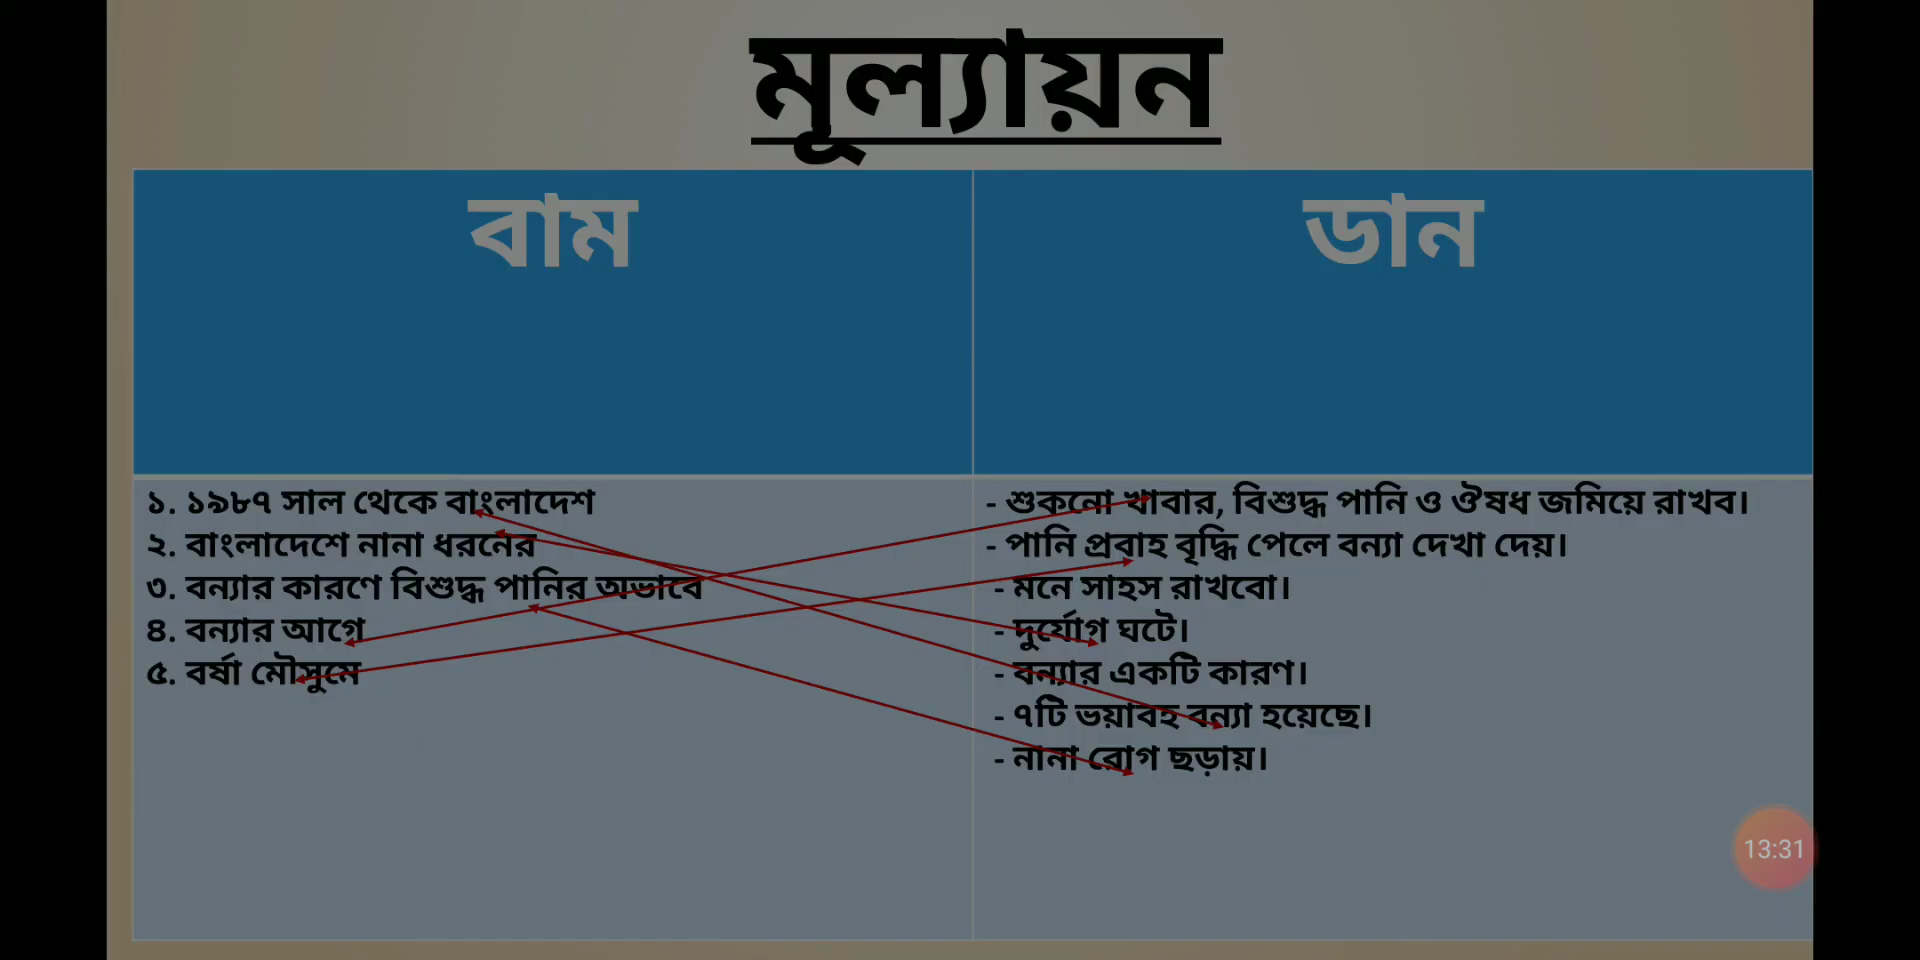 মূল্যায়ন
বাম
ডান
১. ১৯৮৭ সাল থেকে বাংলাদেশ
২. বাংলাদেশে নানা ধরনের
৩. বন্যার কারণে বিশুদ্ধ পানির অভাবে
৪. বন্যার আগে
৫. বর্ষা মৌসুমে
- শুকনো খাবার, বিশুদ্ধ পানি ও ঔষধ জমিয়ে রাখব।
- পানি প্রবাহ বৃদ্ধি পেলে বন্যা দেখা দেয়।
- মনে সাহস রাখবো।
- দুর্যোগ ঘটে।
- বন্যার একটি কারণ।
- ৭টি ভয়াবহ বন্যা হয়েছে।
- নানা রোগ ছড়ায়।
13:31